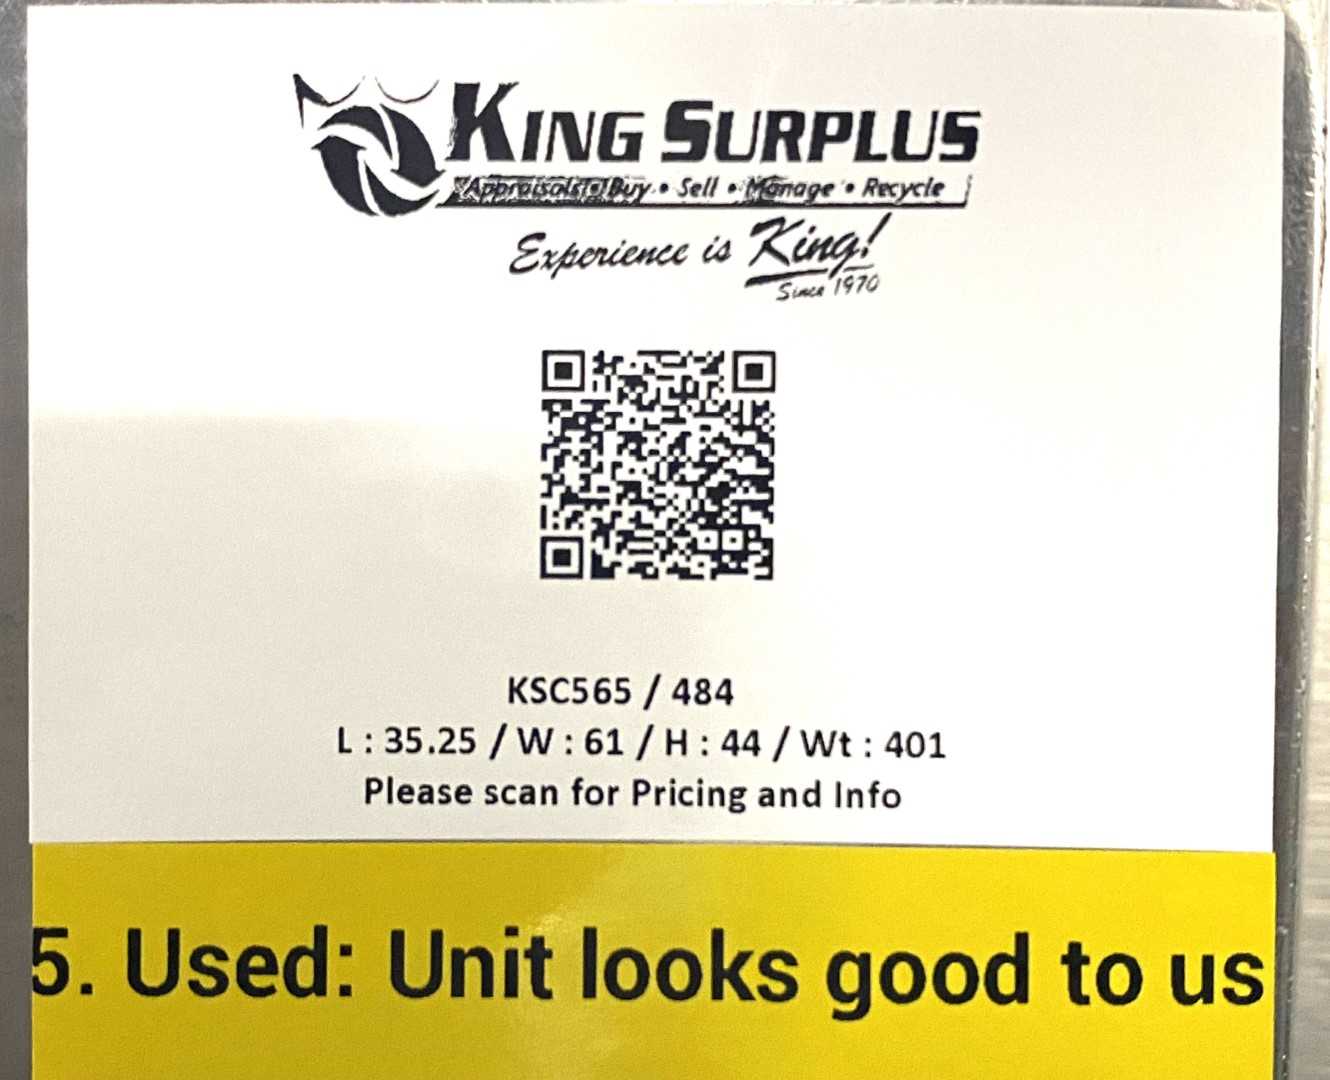 KING SURPLUS
Appraisals • Buy • Sell • Manage • Recycle
Experience is King!
Since 1970
KSC565 / 484
L : 35.25 / W : 61 / H : 44 / Wt : 401
Please scan for Pricing and Info
5. Used: Unit looks good to us